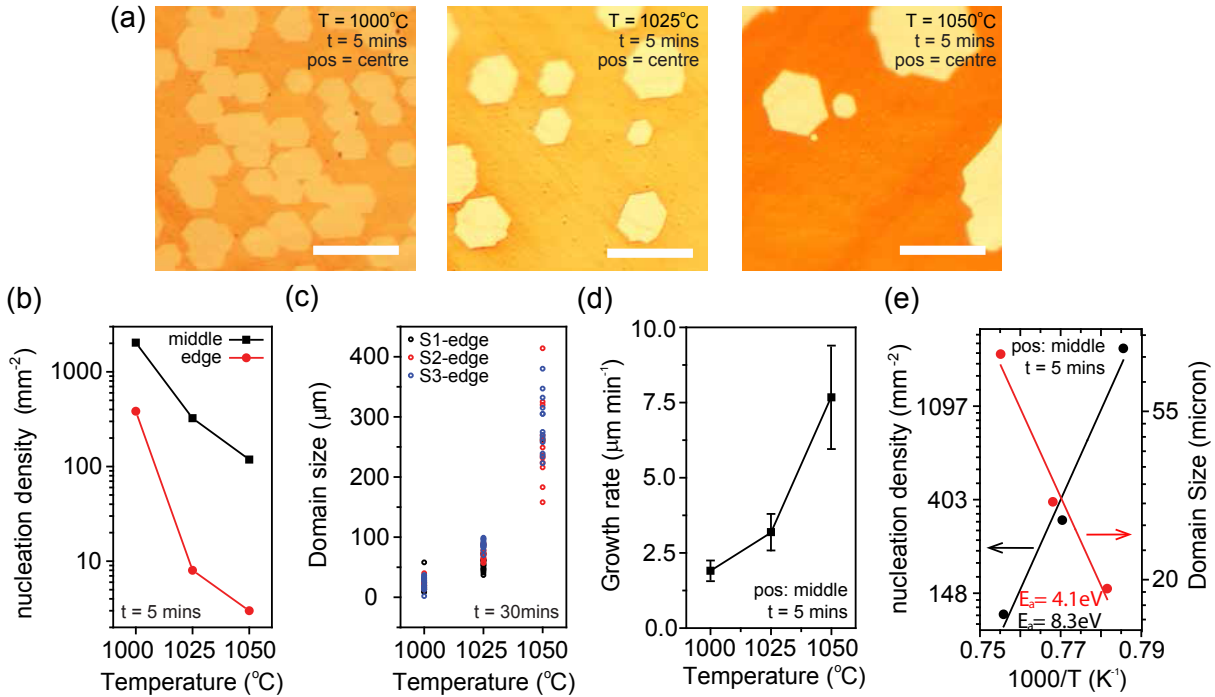 (a)
T = 1000°C
t = 5 mins
pos = centre
T = 1025°C
t = 5 mins
pos = centre
T = 1050°C
t = 5 mins
pos = centre
(b)
nucleation density (mm⁻²)
1000
100
10
middle
edge
t = 5 mins
1000 1025 1050
Temperature (°C)
(c)
Domain size (μm)
400
300
200
100
0
S1-edge
S2-edge
S3-edge
t = 30mins
1000 1025 1050
Temperature (°C)
(d)
Growth rate (μm min⁻¹)
10.0
7.5
5.0
2.5
0.0
pos: middle
t = 5 mins
1000 1025 1050
Temperature (°C)
(e)
nucleation density (mm⁻²)
1097
403
148
pos: middle
t = 5 mins
Eₐ= 4.1eV
Eₐ= 8.3eV
55
20
Domain Size (micron)
0.75 0.77 0.79
1000/T (K⁻¹)